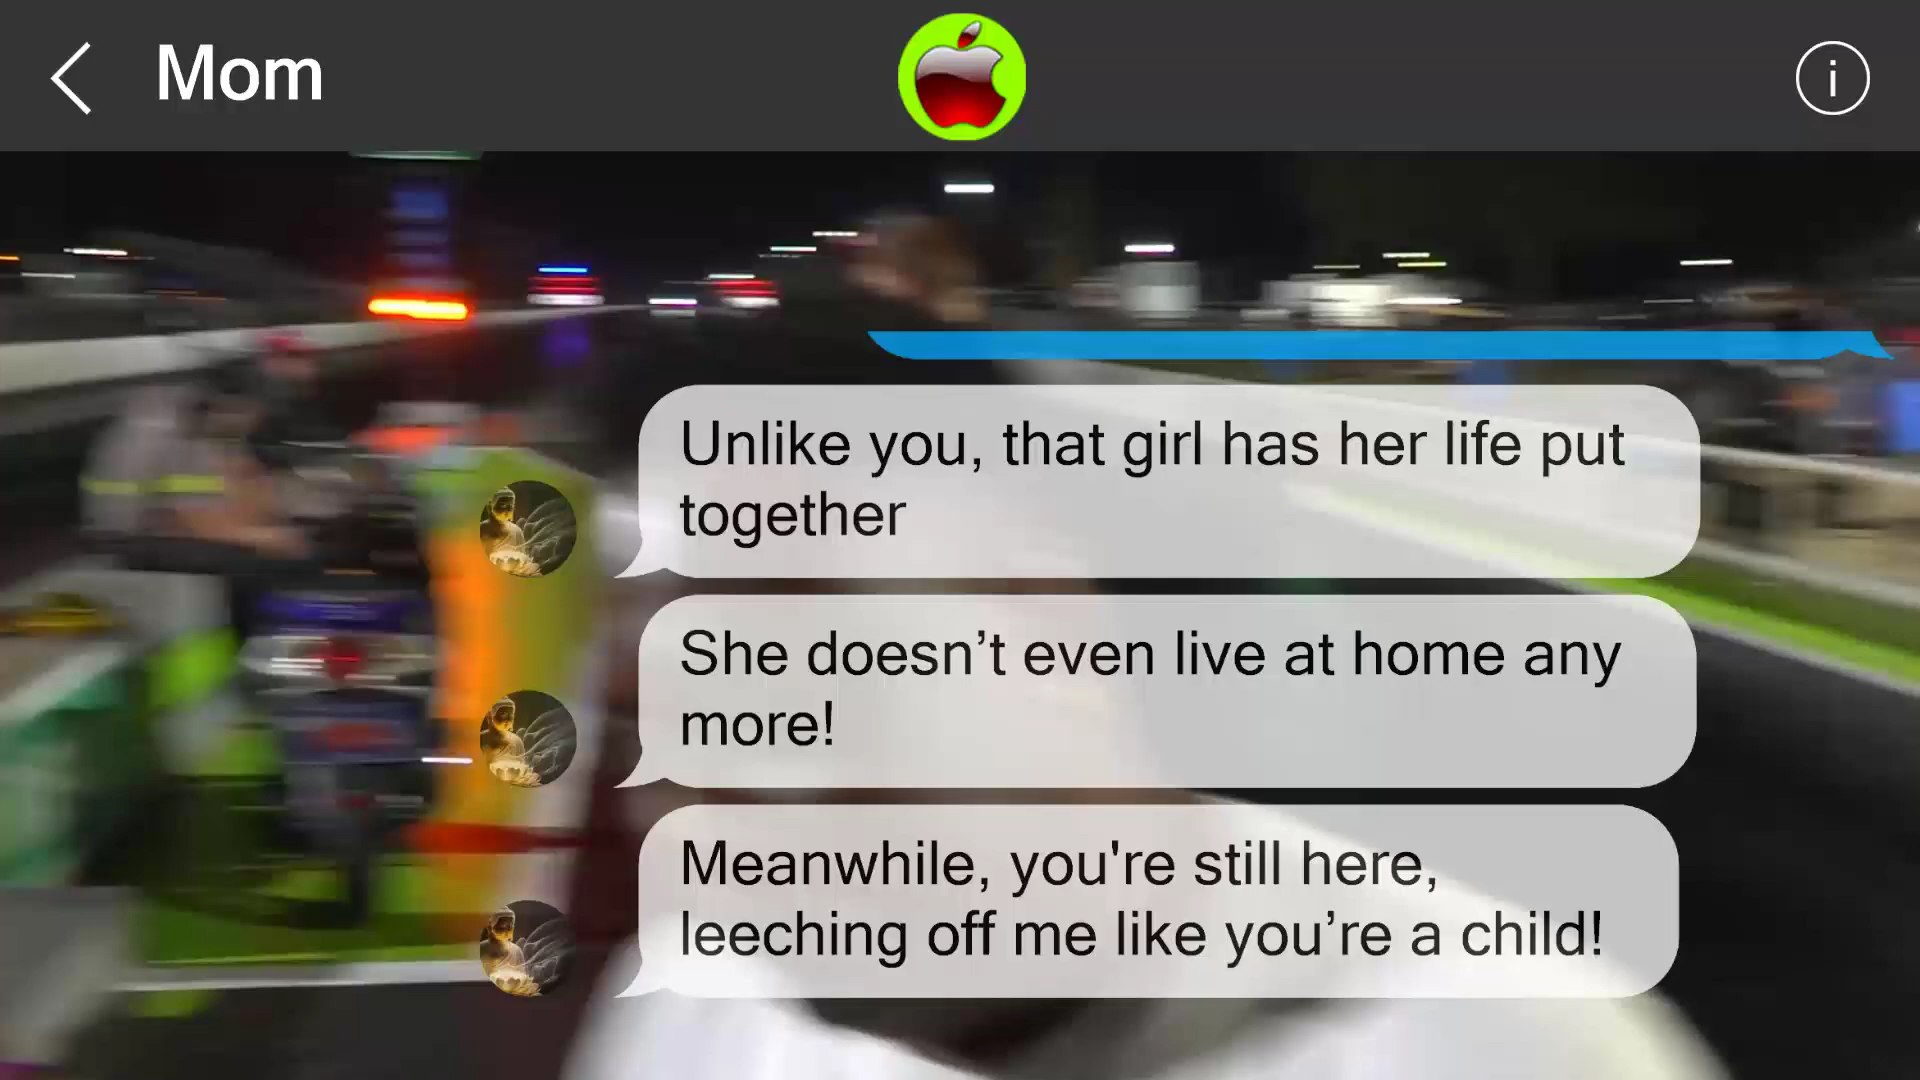 Mom
Unlike you, that girl has her life put
together
She doesn’t even live at home any
more!
Meanwhile, you're still here,
leeching off me like you’re a child!